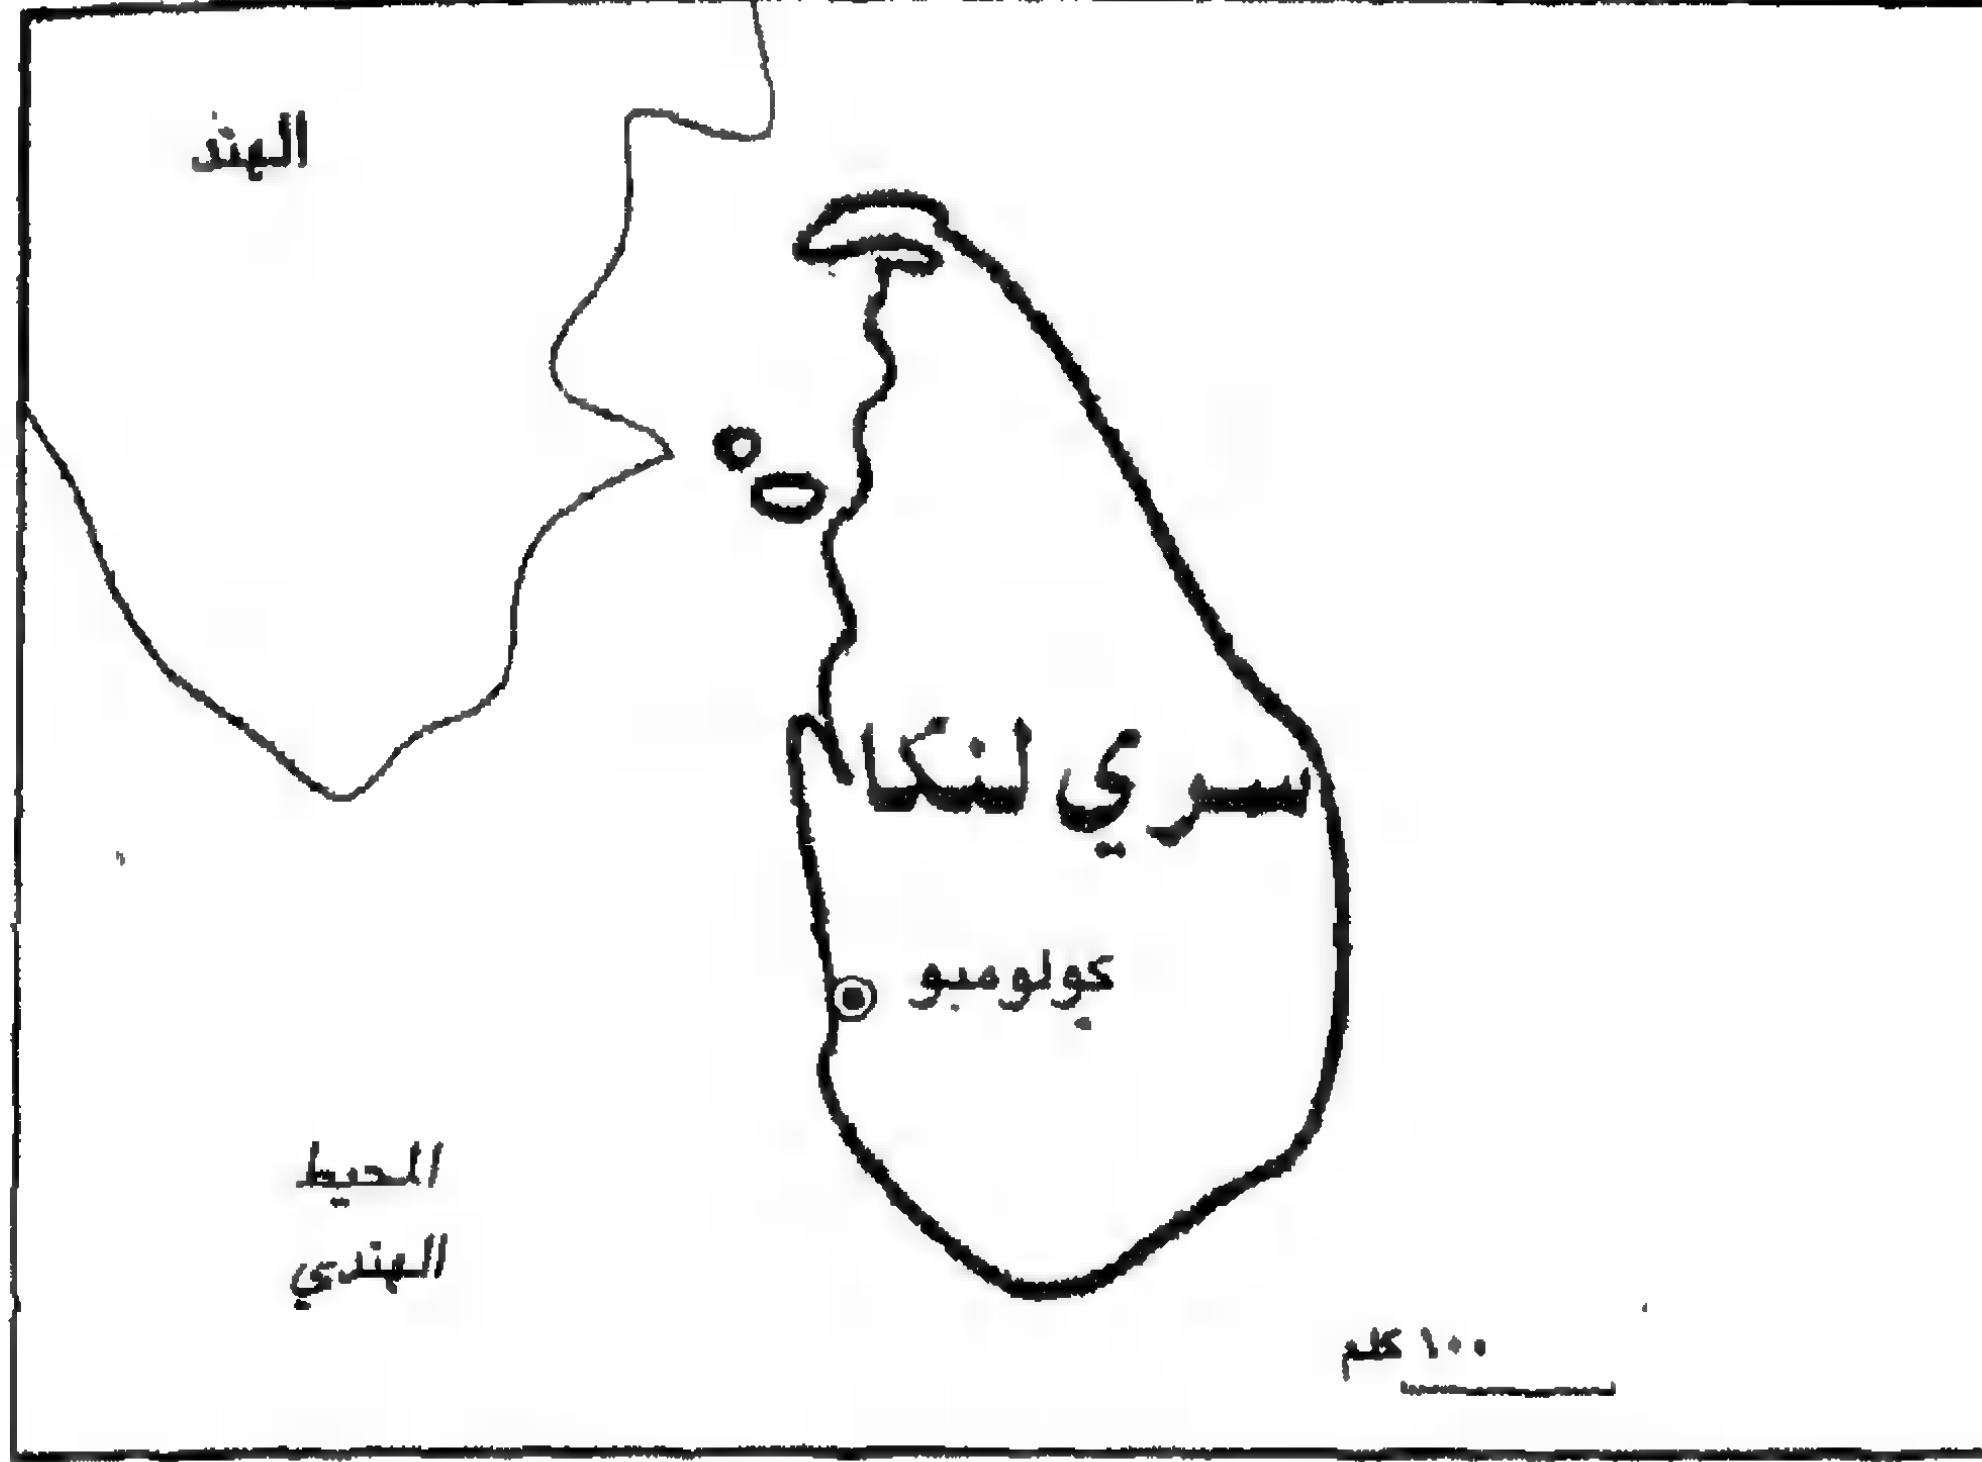 الهند
سري لنكا
كولومبو
المحيط
الهندي
١٠٠ كلم